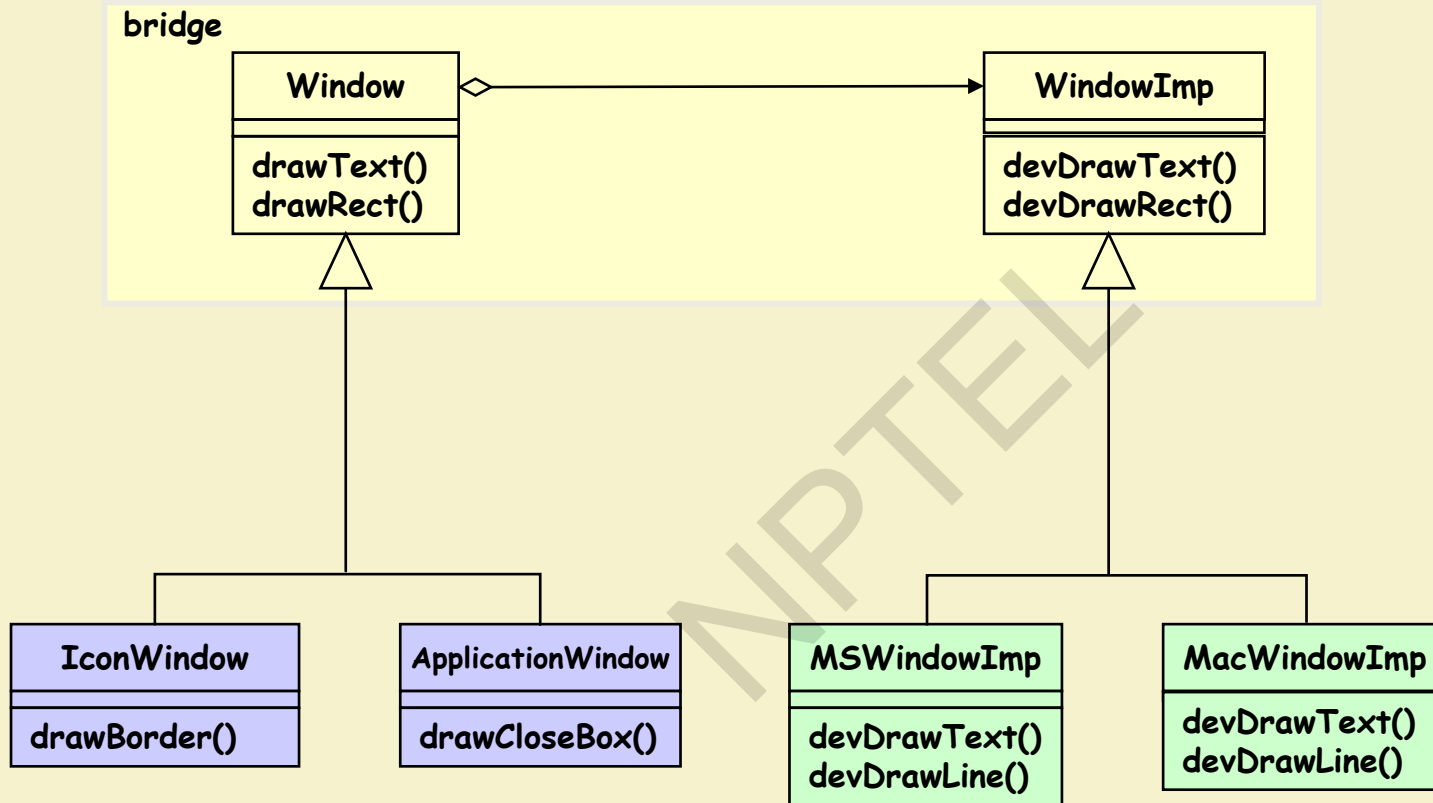 bridge
Window
drawText()
drawRect()
WindowImp
devDrawText()
devDrawRect()
IconWindow
drawBorder()
ApplicationWindow
drawCloseBox()
MSWindowImp
devDrawText()
devDrawLine()
MacWindowImp
devDrawText()
devDrawLine()
NPTEL